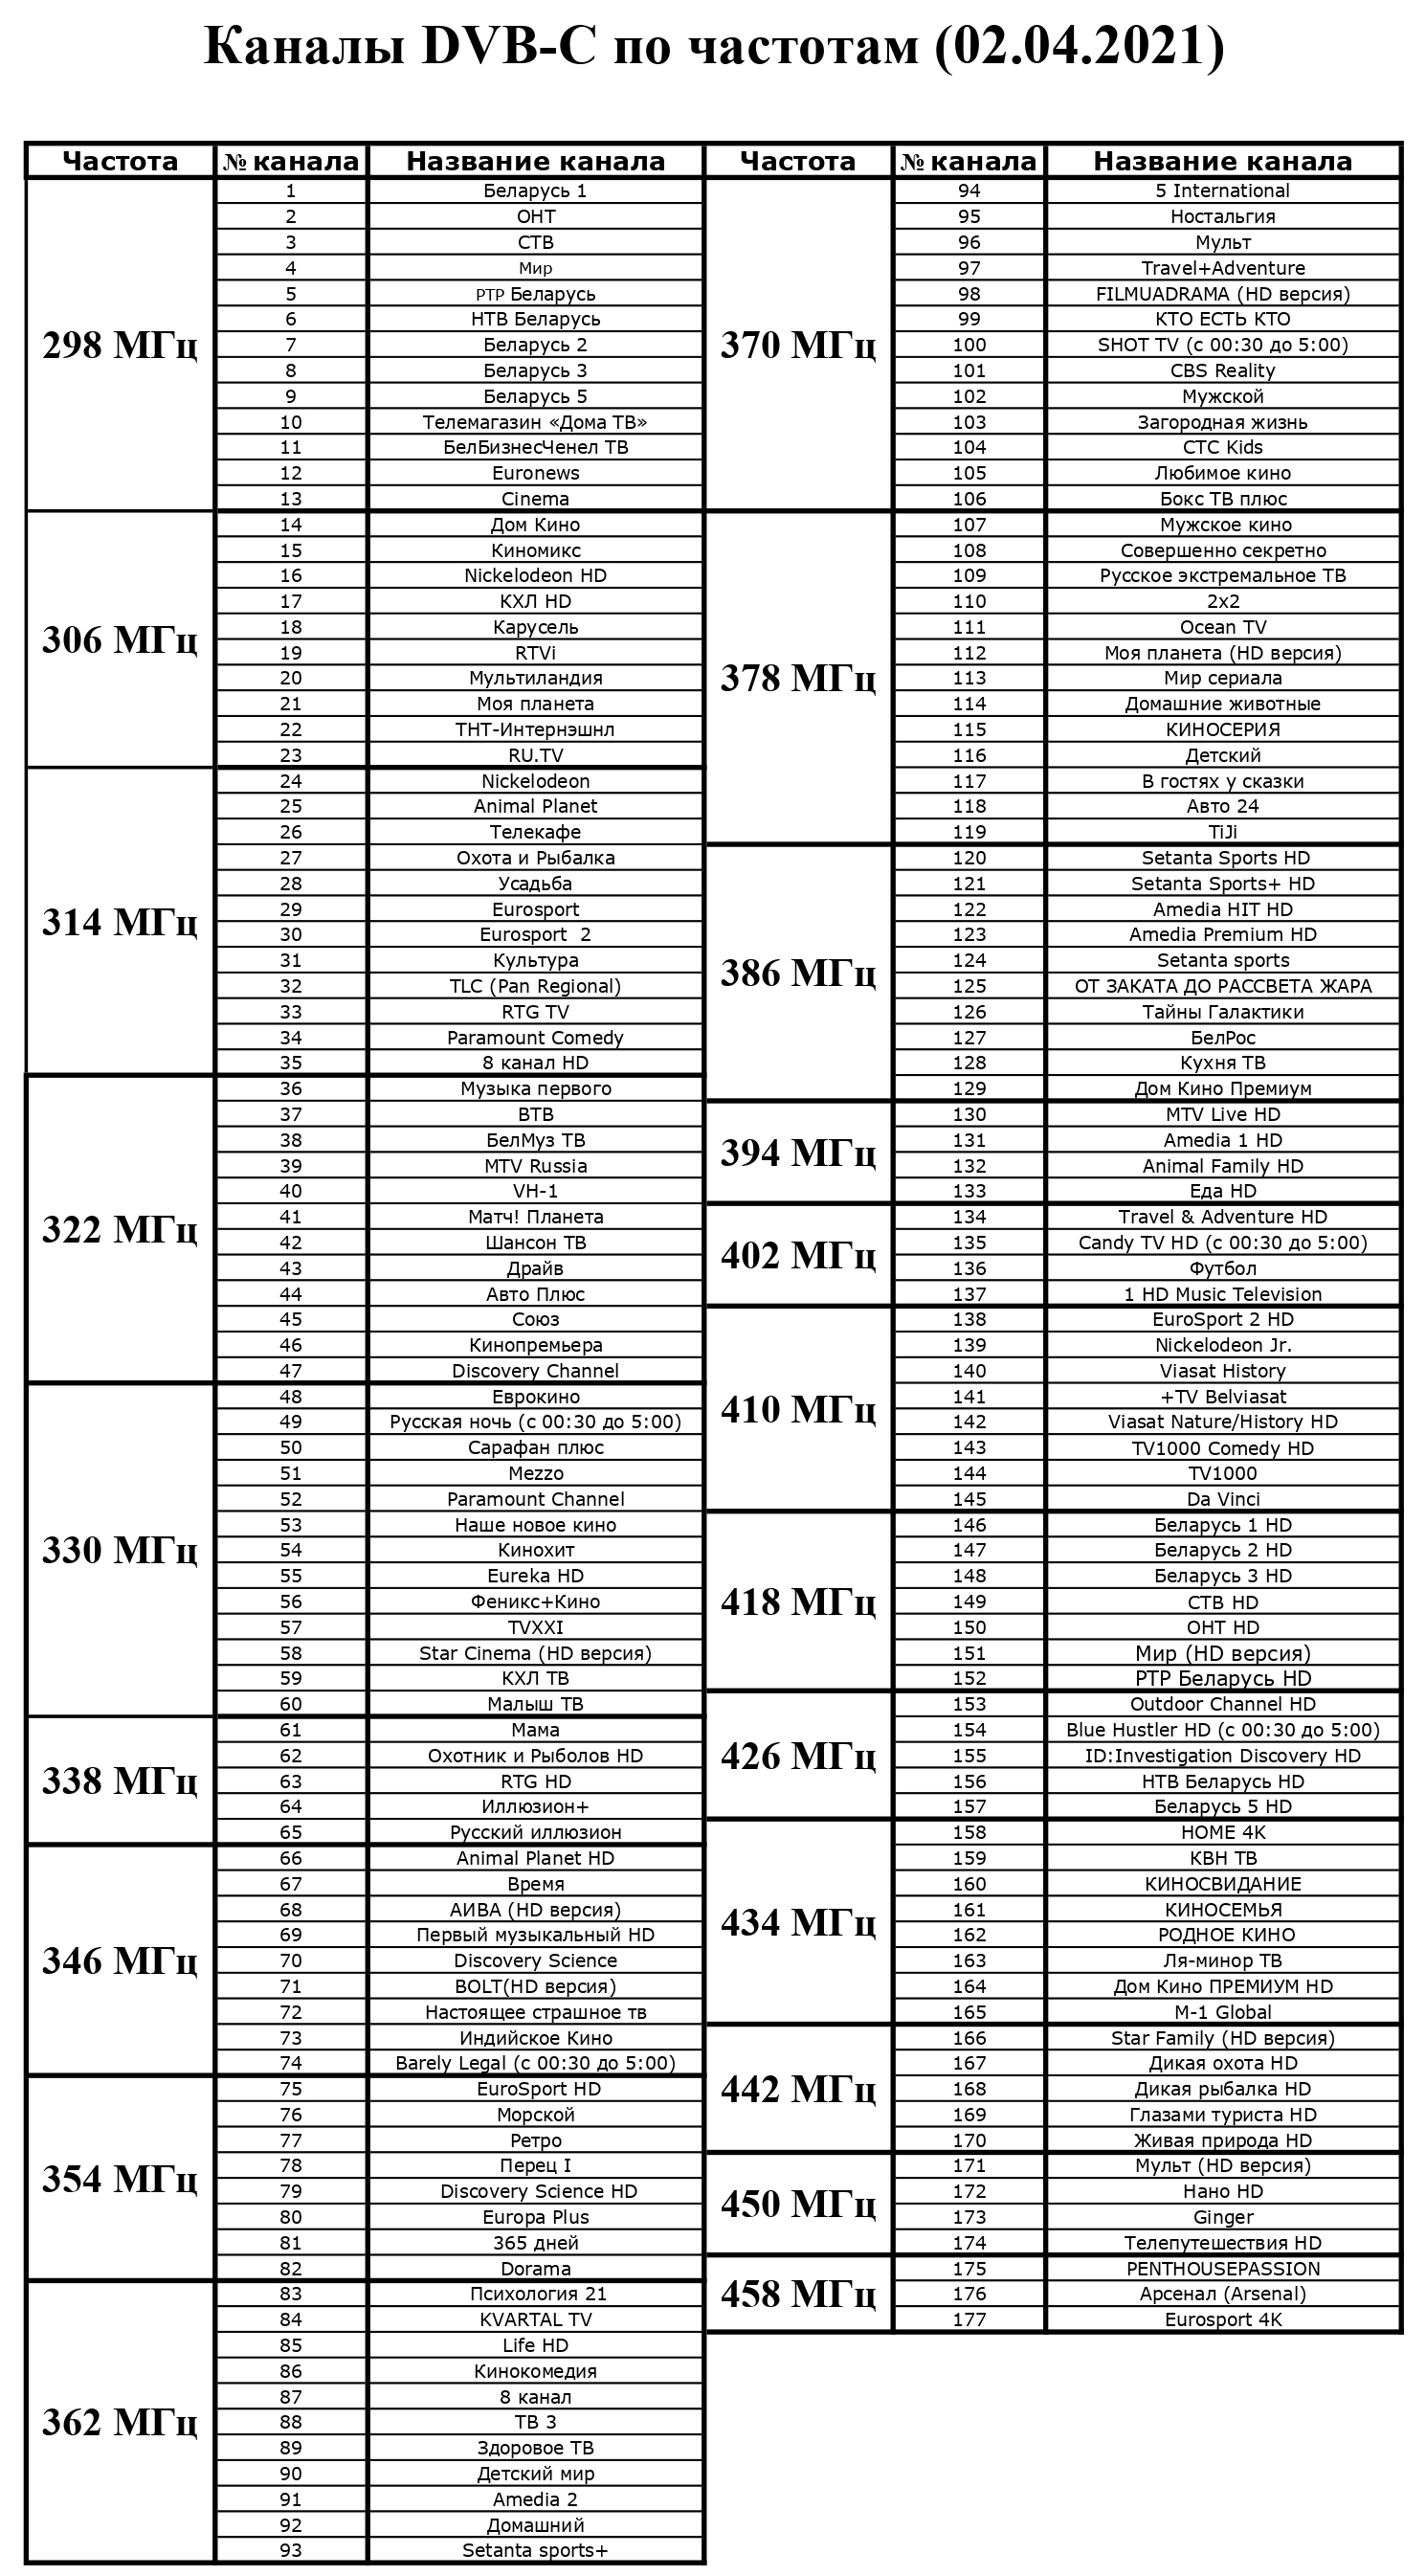 Каналы DVB-C по частотам (02.04.2021)
Частота № канала Название канала
298 МГц
1 Беларусь 1
2 ОНТ
3 СТВ
4 Мир
5 РТР Беларусь
6 НТВ Беларусь
7 Беларусь 2
8 Беларусь 3
9 Беларусь 5
10 Телемагазин «Дома ТВ»
11 БелБизнесЧенел ТВ
12 Euronews
13 Cinema
306 МГц
14 Дом Кино
15 Киномикс
16 Nickelodeon HD
17 КХЛ HD
18 Карусель
19 RTVi
20 Мультиландия
21 Моя планета
22 ТНТ-Интернэшнл
23 RU.TV
314 МГц
24 Nickelodeon
25 Animal Planet
26 Телекафе
27 Охота и Рыбалка
28 Усадьба
29 Eurosport
30 Eurosport 2
31 Культура
32 TLC (Pan Regional)
33 RTG TV
34 Paramount Comedy
35 8 канал HD
322 МГц
36 Музыка первого
37 ВТВ
38 БелМуз ТВ
39 MTV Russia
40 VH-1
41 Матч! Планета
42 Шансон ТВ
43 Драйв
44 Авто Плюс
45 Союз
46 Кинопремьера
47 Discovery Channel
330 МГц
48 Еврокино
49 Русская ночь (с 00:30 до 5:00)
50 Сарафан плюс
51 Mezzo
52 Paramount Channel
53 Наше новое кино
54 Кинохит
55 Eureka HD
56 Феникс+Кино
57 TVXXI
58 Star Cinema (HD версия)
59 КХЛ ТВ
60 Малыш ТВ
338 МГц
61 Мама
62 Охотник и Рыболов HD
63 RTG HD
64 Иллюзион+
65 Русский иллюзион
346 МГц
66 Animal Planet HD
67 Время
68 АИВА (HD версия)
69 Первый музыкальный HD
70 Discovery Science
71 BOLT(HD версия)
72 Настоящее страшное тв
73 Индийское Кино
74 Barely Legal (с 00:30 до 5:00)
354 МГц
75 EuroSport HD
76 Морской
77 Ретро
78 Перец I
79 Discovery Science HD
80 Europa Plus
81 365 дней
82 Dorama
362 МГц
83 Психология 21
84 KVARTAL TV
85 Life HD
86 Кинокомедия
87 8 канал
88 ТВ 3
89 Здоровое ТВ
90 Детский мир
91 Amedia 2
92 Домашний
93 Setanta sports+
Частота № канала Название канала
370 МГц
94 5 International
95 Ностальгия
96 Мульт
97 Travel+Adventure
98 FILMUADRAMA (HD версия)
99 КТО ЕСТЬ КТО
100 SHOT TV (с 00:30 до 5:00)
101 CBS Reality
102 Мужской
103 Загородная жизнь
104 СТС Kids
105 Любимое кино
106 Бокс ТВ плюс
378 МГц
107 Мужское кино
108 Совершенно секретно
109 Русское экстремальное ТВ
110 2x2
111 Ocean TV
112 Моя планета (HD версия)
113 Мир сериала
114 Домашние животные
115 КИНОСЕРИЯ
116 Детский
117 В гостях у сказки
118 Авто 24
119 TiJi
386 МГц
120 Setanta Sports HD
121 Setanta Sports+ HD
122 Amedia HIT HD
123 Amedia Premium HD
124 Setanta sports
125 ОТ ЗАКАТА ДО РАССВЕТА ЖАРА
126 Тайны Галактики
127 БелРос
128 Кухня ТВ
129 Дом Кино Премиум
394 МГц
130 MTV Live HD
131 Amedia 1 HD
132 Animal Family HD
133 Еда HD
402 МГц
134 Travel & Adventure HD
135 Candy TV HD (с 00:30 до 5:00)
136 Футбол
137 1 HD Music Television
410 МГц
138 EuroSport 2 HD
139 Nickelodeon Jr.
140 Viasat History
141 +TV Belviasat
142 Viasat Nature/History HD
143 TV1000 Comedy HD
144 TV1000
145 Da Vinci
418 МГц
146 Беларусь 1 HD
147 Беларусь 2 HD
148 Беларусь 3 HD
149 СТВ HD
150 ОНТ HD
151 Мир (HD версия)
152 РТР Беларусь HD
426 МГц
153 Outdoor Channel HD
154 Blue Hustler HD (с 00:30 до 5:00)
155 ID:Investigation Discovery HD
156 НТВ Беларусь HD
157 Беларусь 5 HD
434 МГц
158 HOME 4K
159 КВН ТВ
160 КИНОСВИДАНИЕ
161 КИНОСЕМЬЯ
162 РОДНОЕ КИНО
163 Ля-минор ТВ
164 Дом Кино ПРЕМИУМ HD
165 M-1 Global
442 МГц
166 Star Family (HD версия)
167 Дикая охота HD
168 Дикая рыбалка HD
169 Глазами туриста HD
170 Живая природа HD
450 МГц
171 Мульт (HD версия)
172 Нано HD
173 Ginger
174 Телепутешествия HD
458 МГц
175 PENTHOUSEPASSION
176 Арсенал (Arsenal)
177 Eurosport 4K